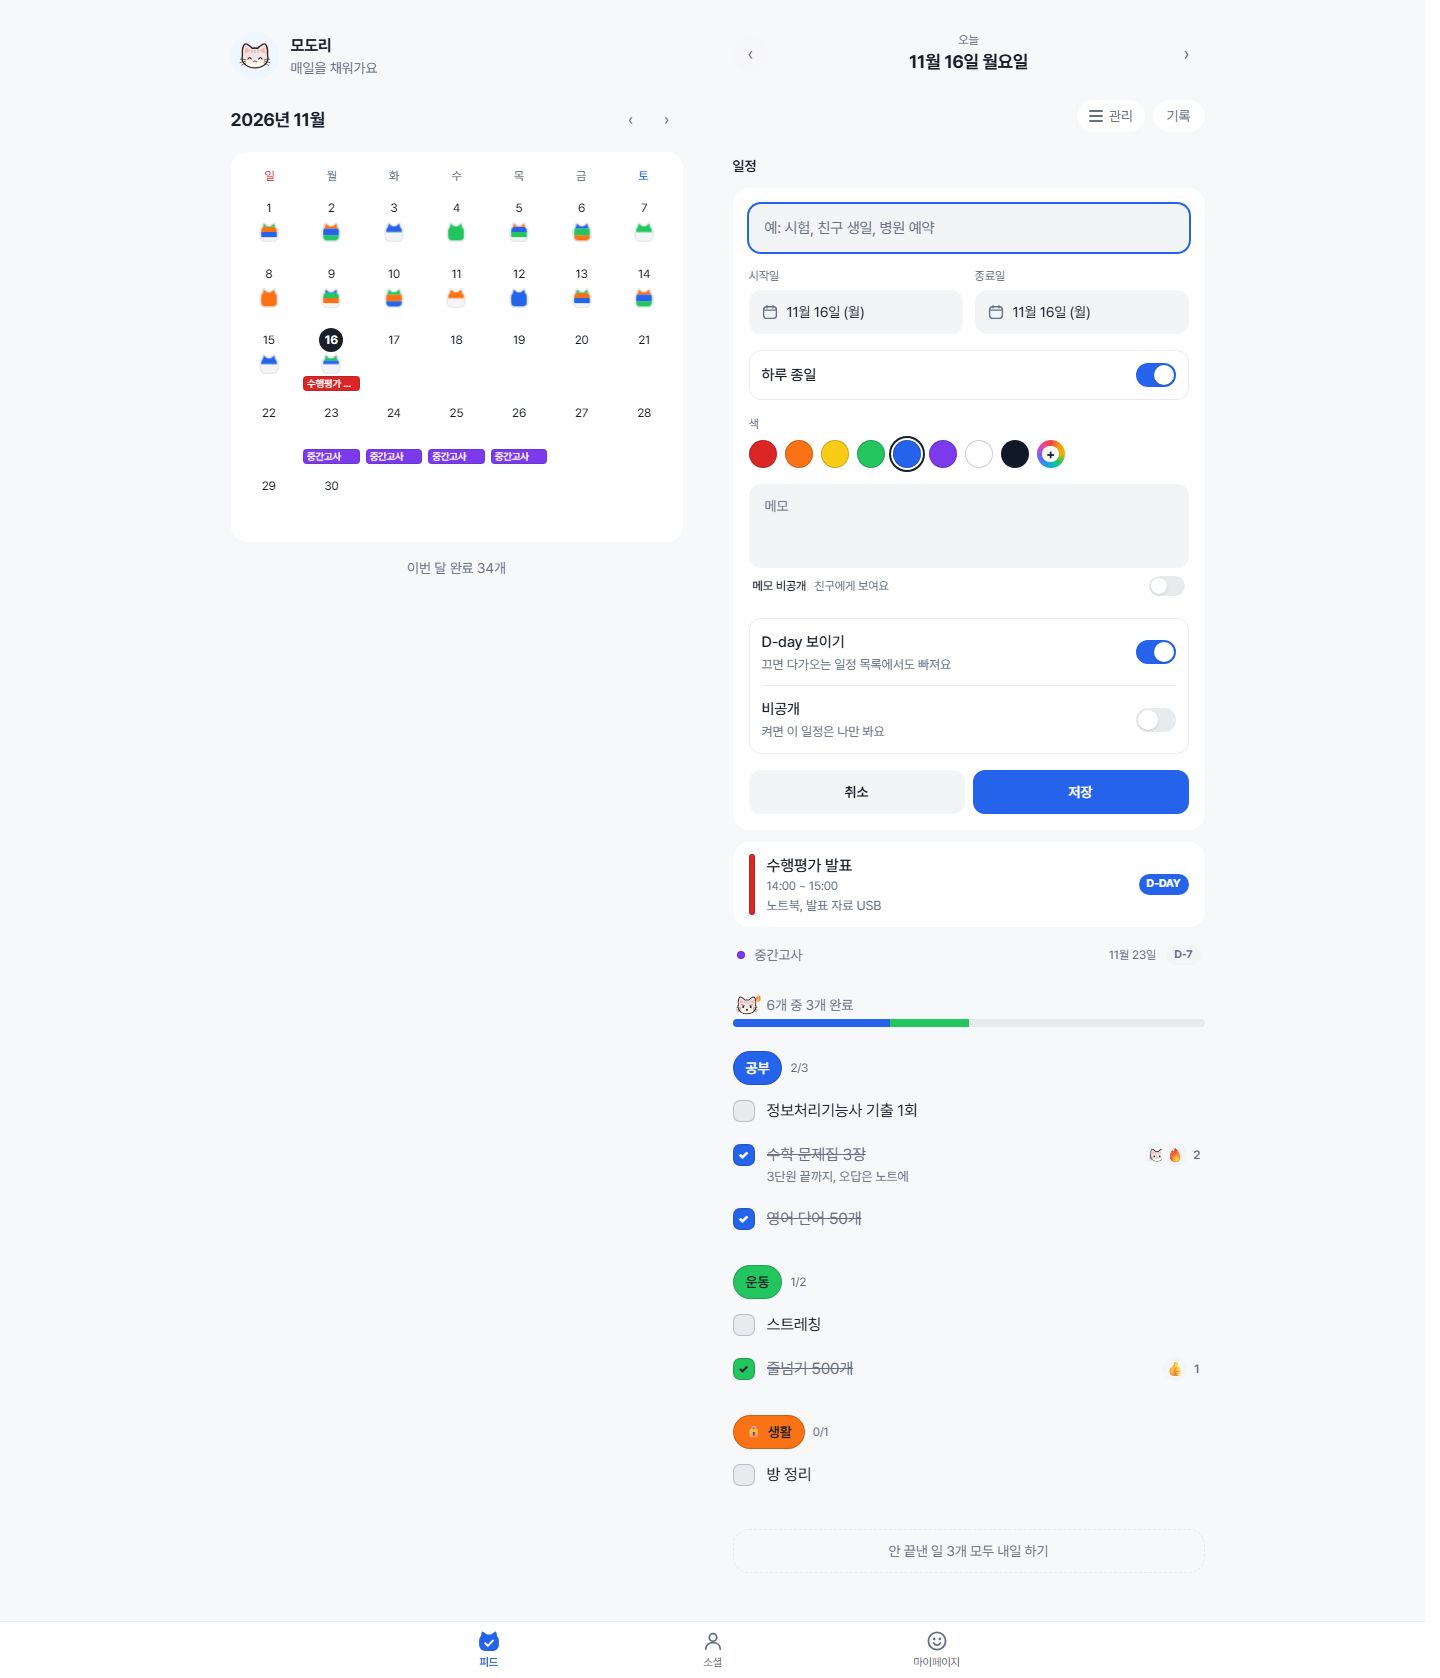 모도리
매일을 채워가요
2026년 11월
‹ ›
일 월 화 수 목 금 토
1 2 3 4 5 6 7
8 9 10 11 12 13 14
15 16 17 18 19 20 21
수행평가 ...
22 23 24 25 26 27 28
중간고사 중간고사 중간고사 중간고사
29 30
이번 달 완료 34개
오늘
‹ 11월 16일 월요일 ›
관리 기록
일정
예: 시험, 친구 생일, 병원 예약
시작일 종료일
11월 16일 (월) 11월 16일 (월)
하루 종일
색
+
메모
메모 비공개 친구에게 보여요
D-day 보이기
끄면 다가오는 일정 목록에서도 빠져요
비공개
켜면 이 일정은 나만 봐요
취소 저장
수행평가 발표
14:00 ~ 15:00
노트북, 발표 자료 USB
D-DAY
중간고사 11월 23일 D-7
6개 중 3개 완료
공부 2/3
정보처리기능사 기출 1회
수학 문제집 3장 2
3단원 끝까지, 오답은 노트에
영어 단어 50개
운동 1/2
스트레칭
줄넘기 500개 1
생활 0/1
방 정리
안 끝낸 일 3개 모두 내일 하기
피드 소셜 마이페이지